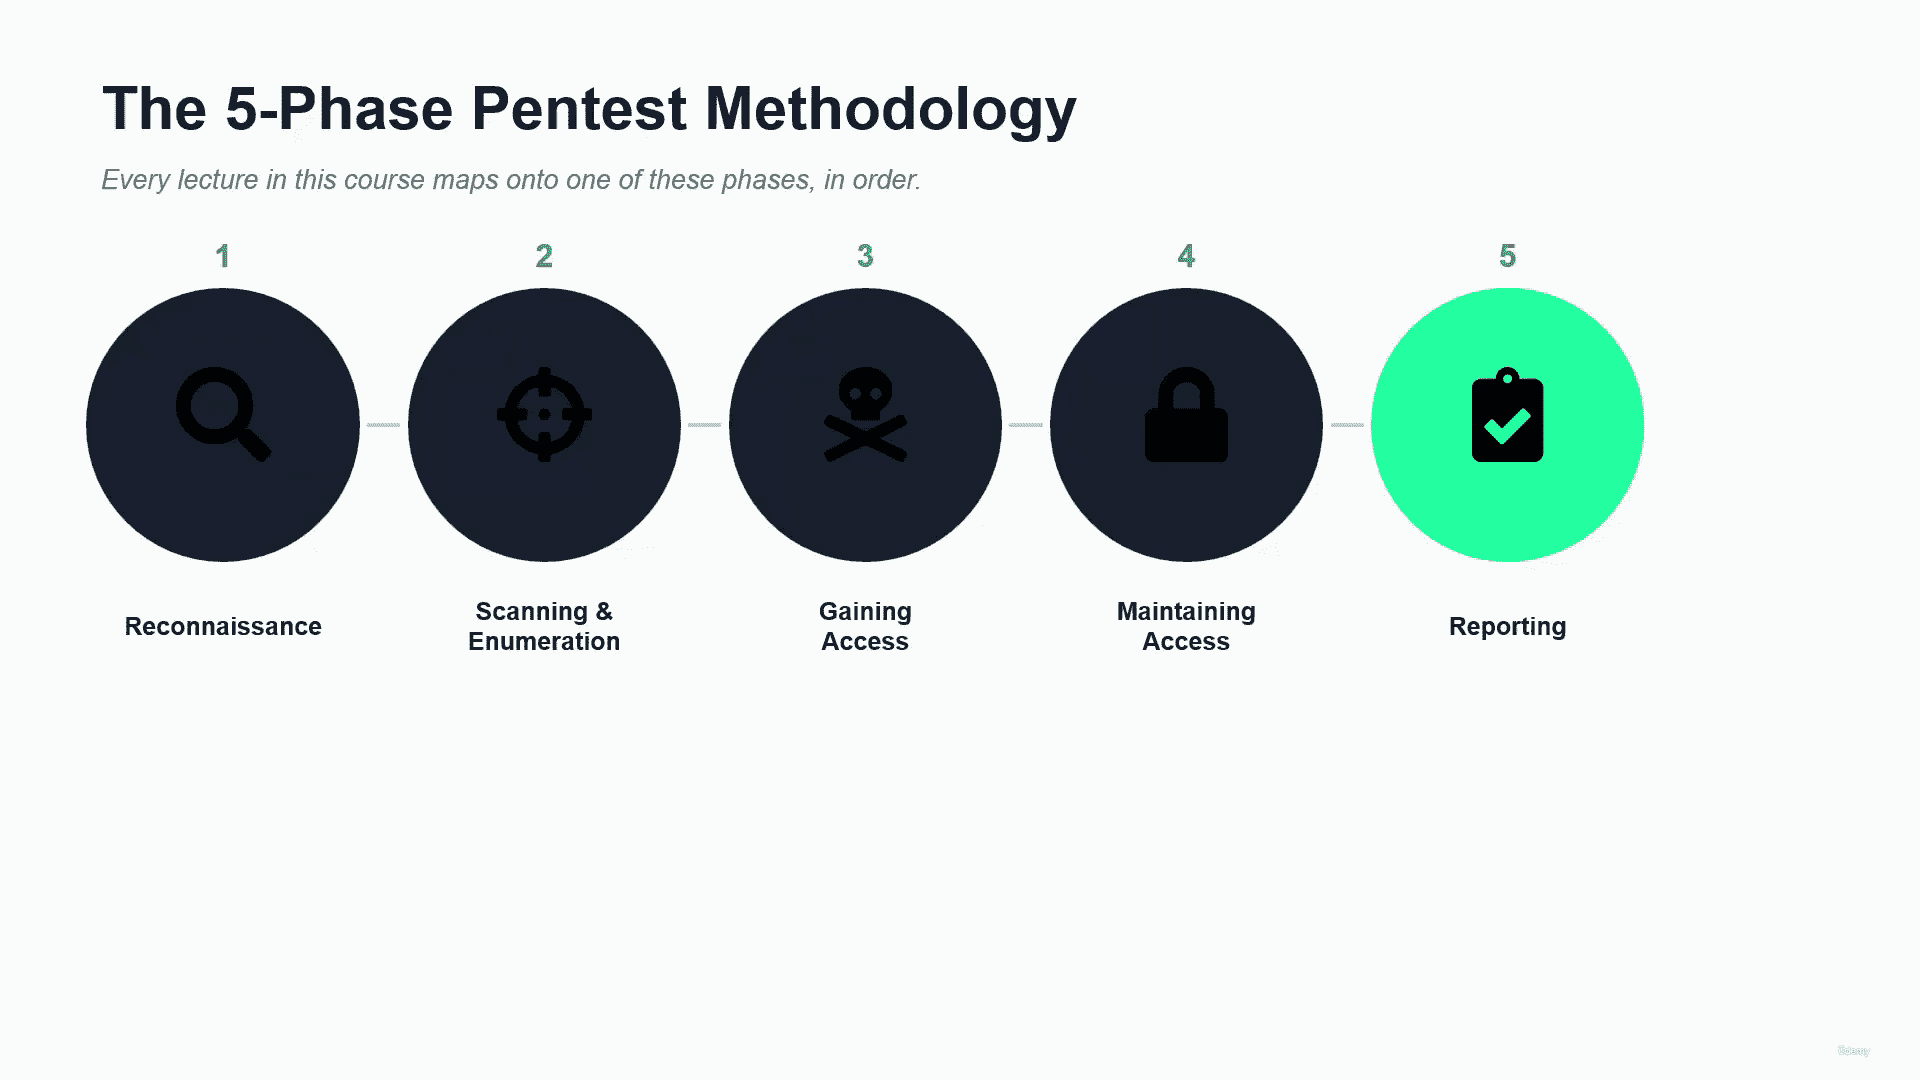 The 5-Phase Pentest Methodology
Every lecture in this course maps onto one of these phases, in order.
1
2
3
4
5
Reconnaissance
Scanning &
Enumeration
Gaining
Access
Maintaining
Access
Reporting
Udemy